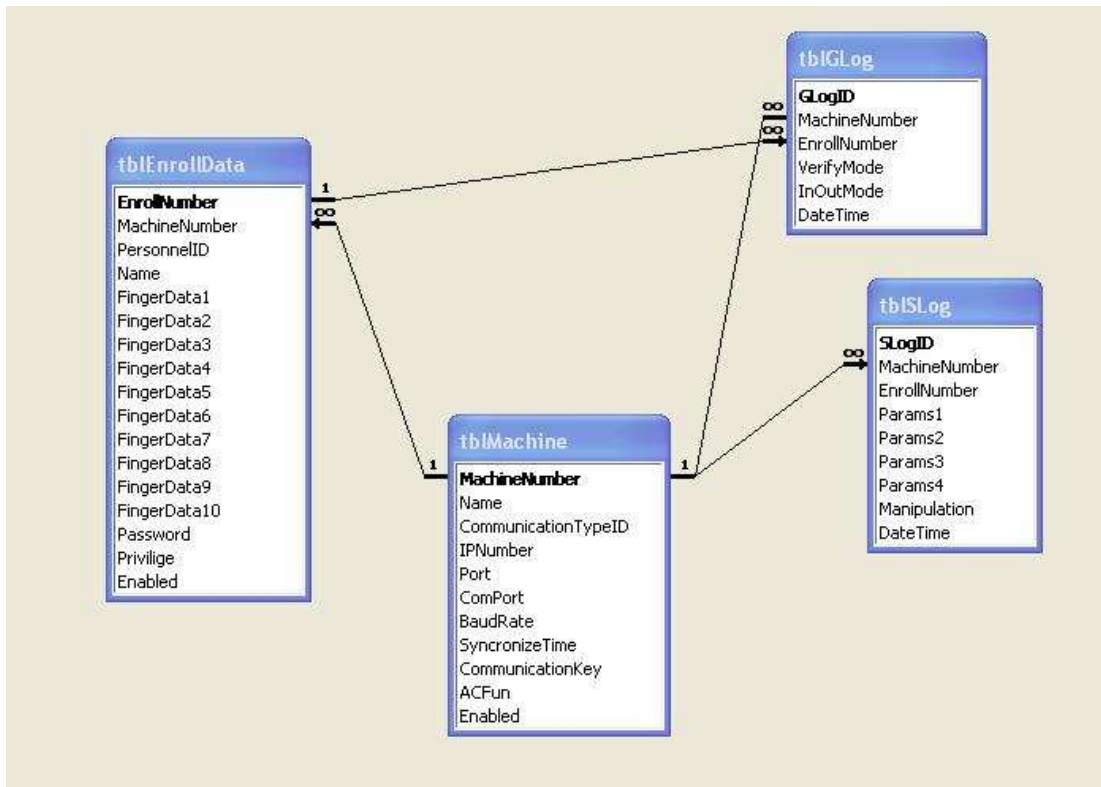 tblEnrollData
EnrollNumber
MachineNumber
PersonnelID
Name
FingerData1
FingerData2
FingerData3
FingerData4
FingerData5
FingerData6
FingerData7
FingerData8
FingerData9
FingerData10
Password
Privilige
Enabled
1
∞
tblMachine
MachineNumber
Name
CommunicationTypeID
IPNumber
Port
ComPort
BaudRate
SyncronizeTime
CommunicationKey
ACFun
Enabled
1
1
tblGLog
GLogID
MachineNumber
EnrollNumber
VerifyMode
InOutMode
DateTime
∞
∞
tblSLog
SLogID
MachineNumber
EnrollNumber
Params1
Params2
Params3
Params4
Manipulation
DateTime
∞